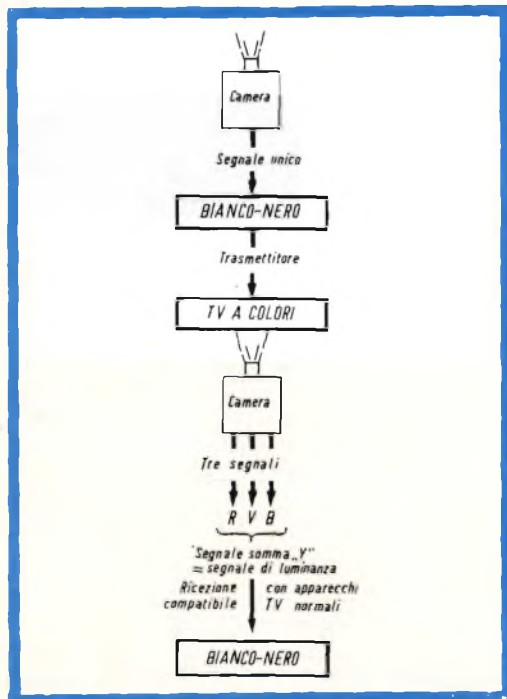 Camera
Segnale unico
BIANCO-NERO
Trasmettitore
TV A COLORI
Camera
Tre segnali
R V B
"Segnale somma „Y"
= segnale di luminanza
Ricezione con apparecchi
compatibile TV normali
BIANCO-NERO